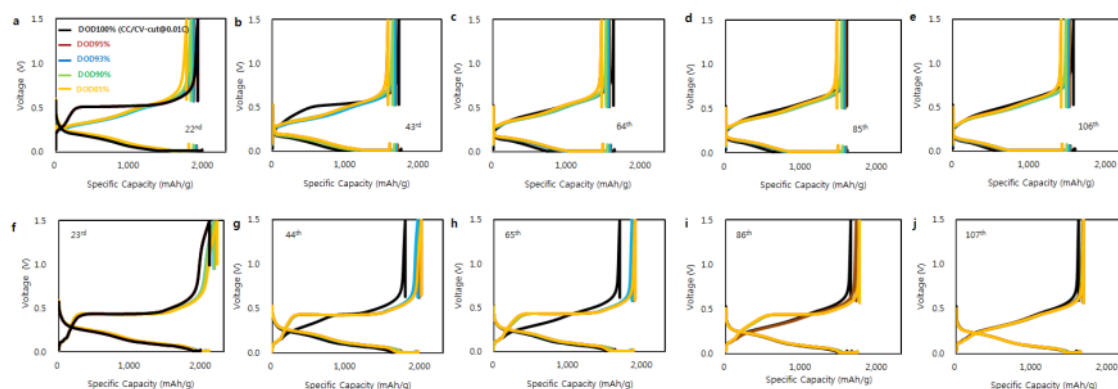 a
b
c
d
e
DOD100% (CC/CV-cut@0.01C)
DOD95%
DOD93%
DOD90%
DOD85%
22rd
43rd
64th
85th
106th
Voltage (V)
1.5
1.0
0.5
0.0
0
1,000
2,000
Specific Capacity (mAh/g)
Voltage (V)
1.5
1.0
0.5
0.0
0
1,000
2,000
Specific Capacity (mAh/g)
Voltage (V)
1.5
1.0
0.5
0.0
0
1,000
2,000
Specific Capacity (mAh/g)
Voltage (V)
1.5
1.0
0.5
0.0
0
1,000
2,000
Specific Capacity (mAh/g)
Voltage (V)
1.5
1.0
0.5
0.0
0
1,000
2,000
Specific Capacity (mAh/g)
f
g
h
i
j
23rd
44th
65th
86th
107th
Voltage (V)
1.5
1.0
0.5
0.0
0
1,000
2,000
Specific Capacity (mAh/g)
Voltage (V)
1.5
1.0
0.5
0.0
0
1,000
2,000
Specific Capacity (mAh/g)
Voltage (V)
1.5
1.0
0.5
0.0
0
1,000
2,000
Specific Capacity (mAh/g)
Voltage (V)
1.5
1.0
0.5
0.0
0
1,000
2,000
Specific Capacity (mAh/g)
Voltage (V)
1.5
1.0
0.5
0.0
0
1,000
2,000
Specific Capacity (mAh/g)